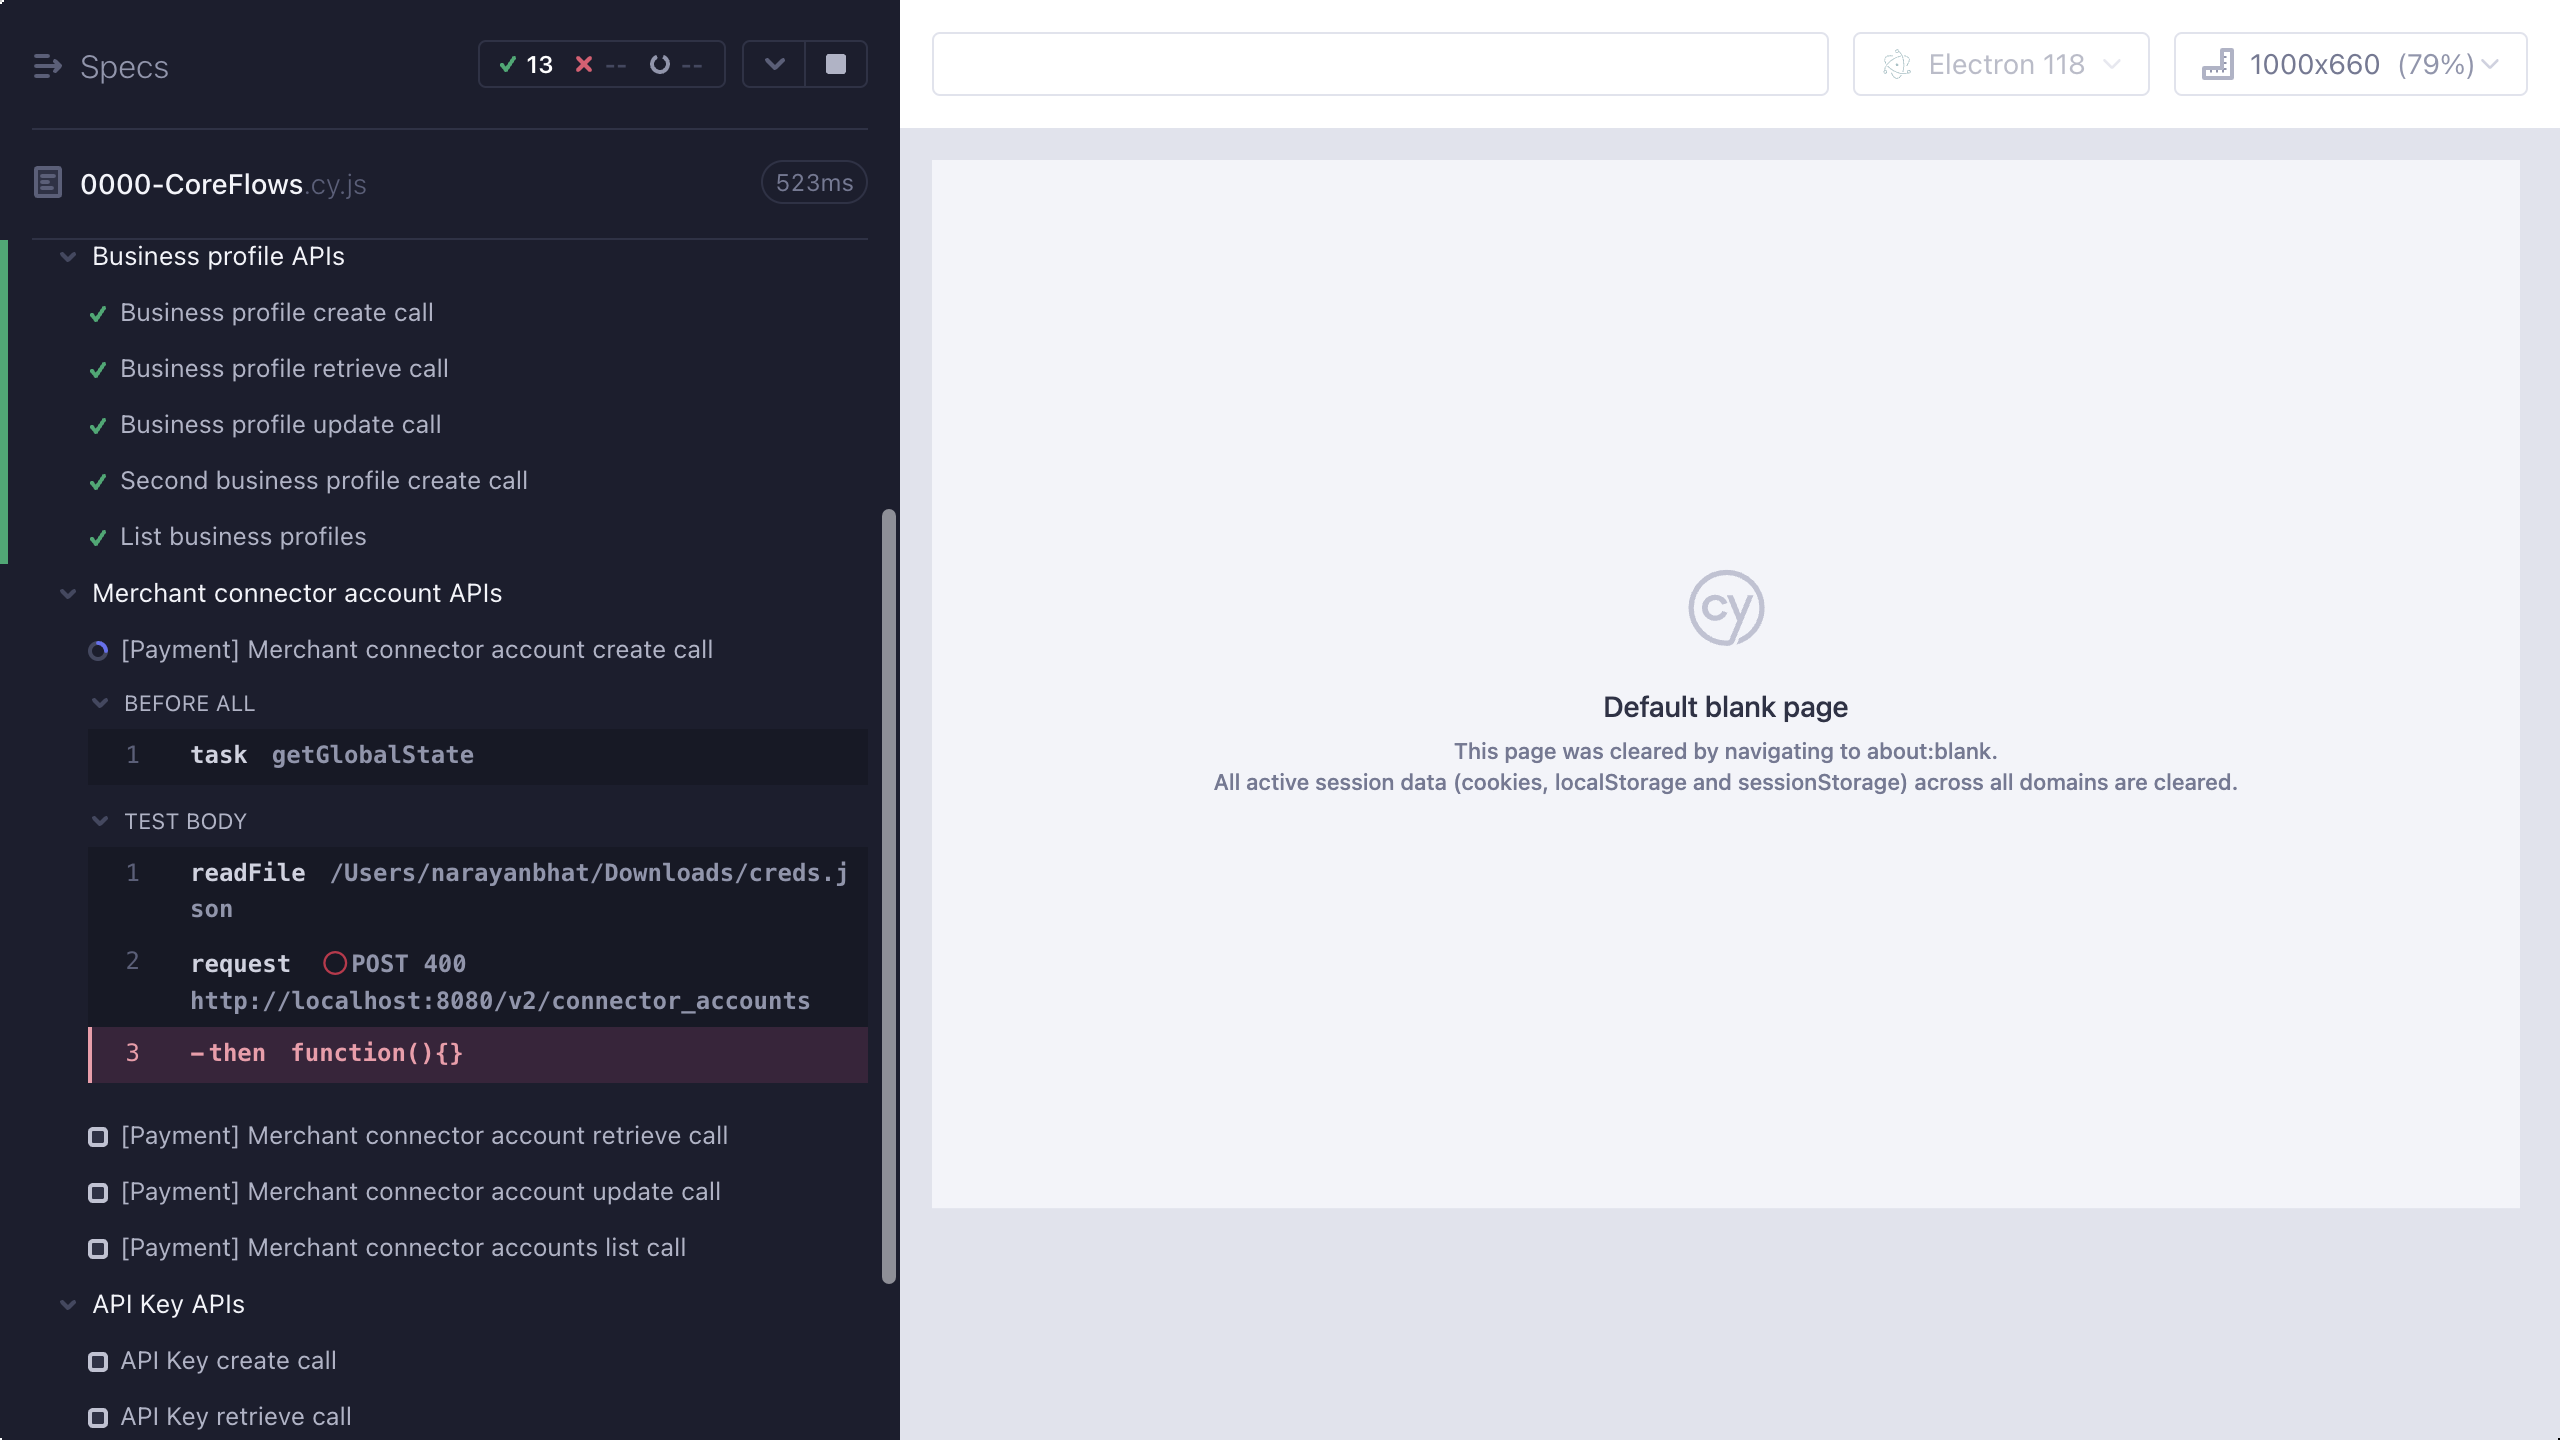 Specs
13 -- --
0000-CoreFlows.cy.js
523ms
Business profile APIs
Business profile create call
Business profile retrieve call
Business profile update call
Second business profile create call
List business profiles
Merchant connector account APIs
[Payment] Merchant connector account create call
BEFORE ALL
1 task getGlobalState
TEST BODY
1 readFile /Users/narayanbhat/Downloads/creds.j
son
2 request POST 400
http://localhost:8080/v2/connector_accounts
3 -then function(){}
[Payment] Merchant connector account retrieve call
[Payment] Merchant connector account update call
[Payment] Merchant connector accounts list call
API Key APIs
API Key create call
API Key retrieve call
Electron 118
1000x660 (79%)
cy
Default blank page
This page was cleared by navigating to about:blank.
All active session data (cookies, localStorage and sessionStorage) across all domains are cleared.